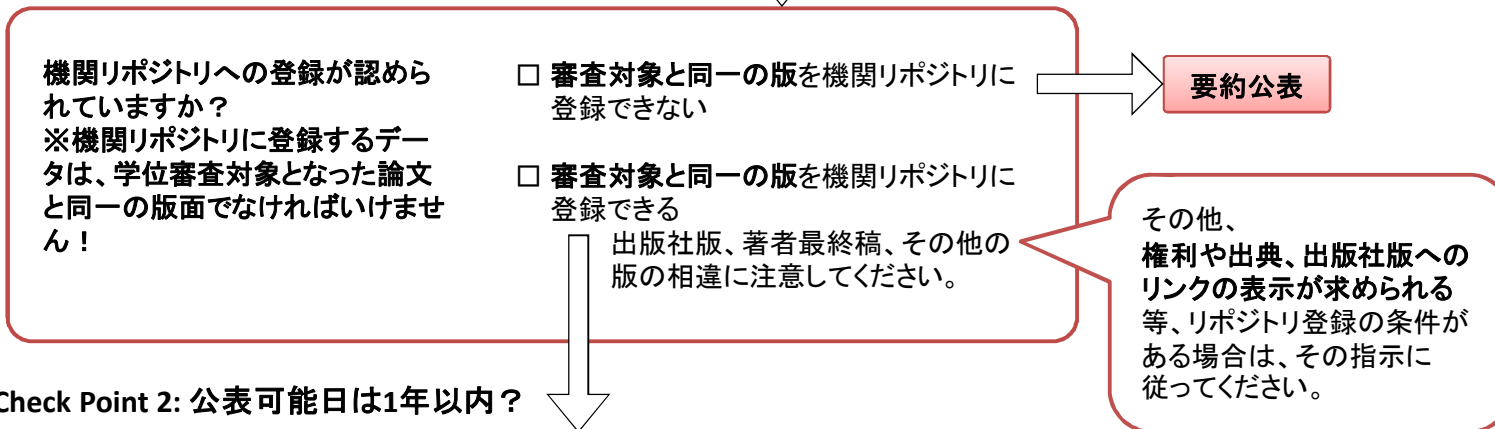 機関リポジトリへの登録が認めら
れていますか？
※機関リポジトリに登録するデー
タは、学位審査対象となった論文
と同一の版面でなければいけませ
ん！
□ 審査対象と同一の版を機関リポジトリに
登録できない
要約公表
□ 審査対象と同一の版を機関リポジトリに
登録できる
出版社版、著者最終稿、その他の
版の相違に注意してください。
その他、
権利や出典、出版社版への
リンクの表示が求められる
等、リポジトリ登録の条件が
ある場合は、その指示に
従ってください。
Check Point 2: 公表可能日は1年以内？